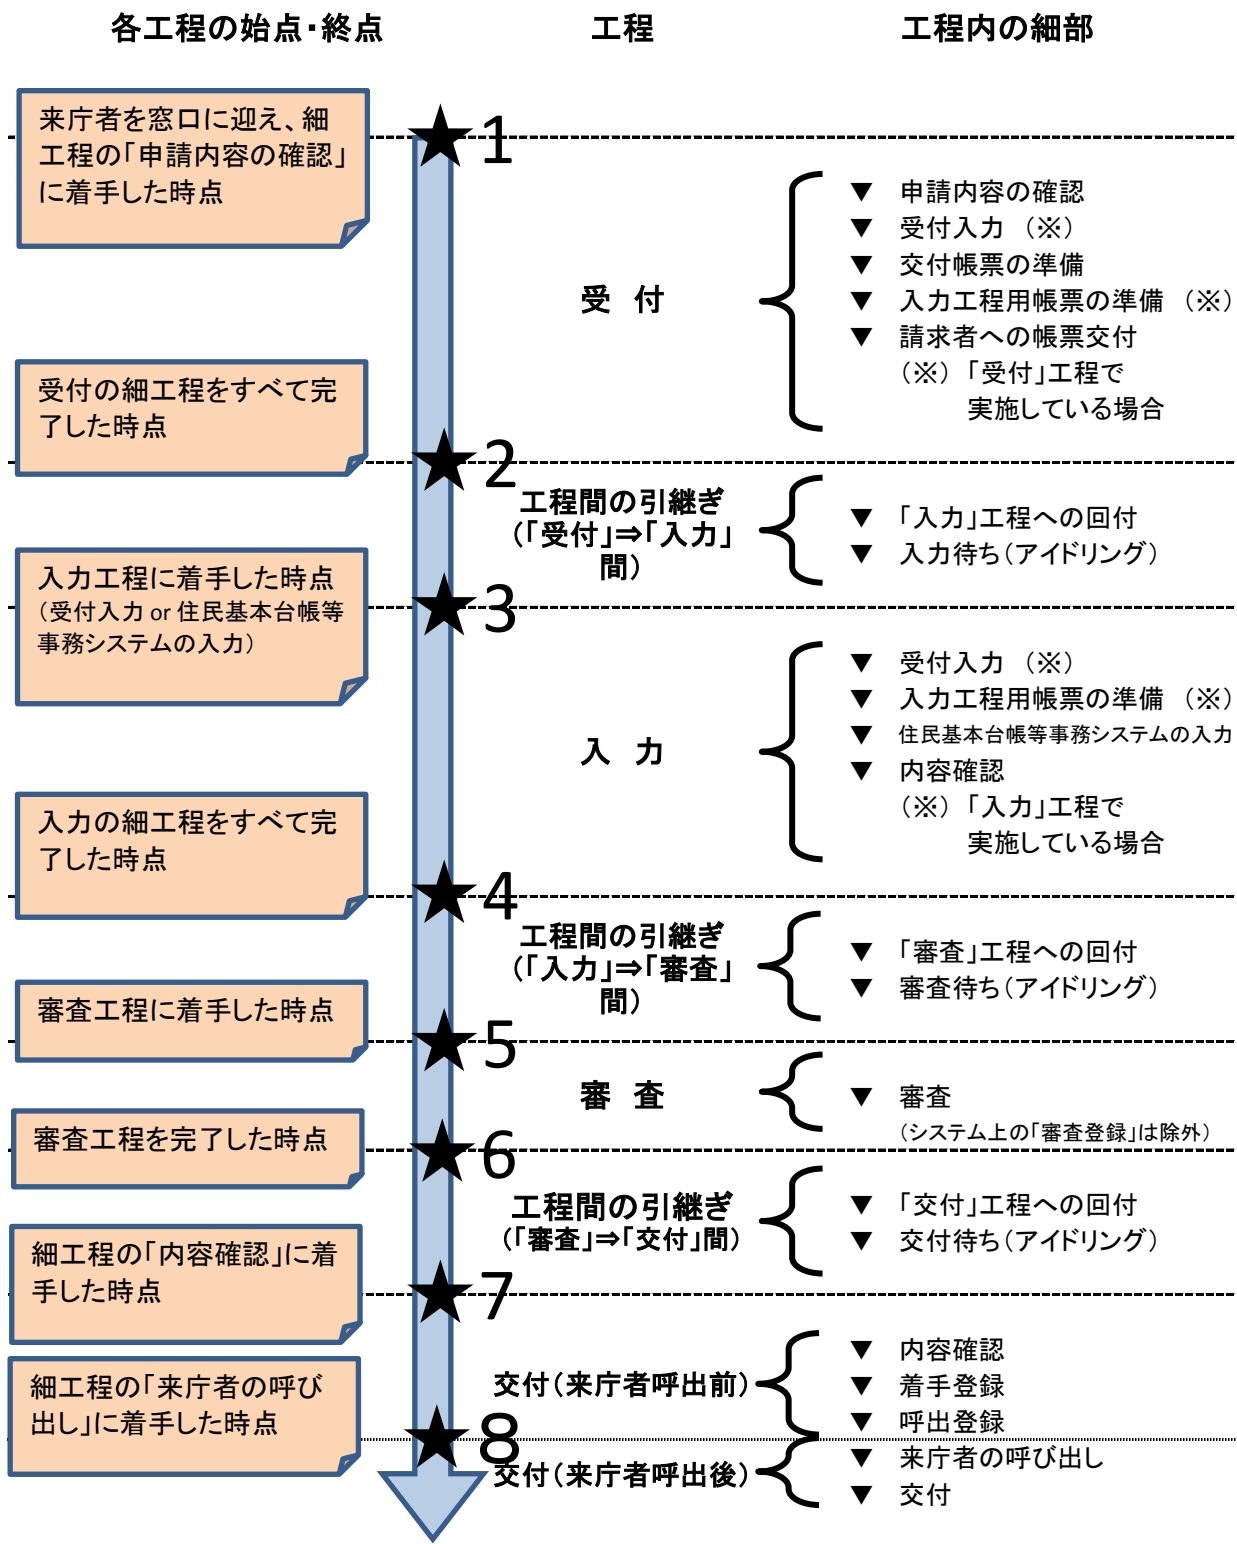 各工程の始点・終点
工程
工程内の細部
来庁者を窓口に迎え、細
工程の「申請内容の確認」
に着手した時点
1
受 付
▼ 申請内容の確認
▼ 受付入力 （※）
▼ 交付帳票の準備
▼ 入力工程用帳票の準備 （※）
▼ 請求者への帳票交付
（※）「受付」工程で
実施している場合
受付の細工程をすべて完
了した時点
2
工程間の引継ぎ
（「受付」⇒「入力」
間）
▼ 「入力」工程への回付
▼ 入力待ち（アイドリング）
入力工程に着手した時点
（受付入力 or 住民基本台帳等
事務システムの入力）
3
入 力
▼ 受付入力 （※）
▼ 入力工程用帳票の準備 （※）
▼ 住民基本台帳等事務システムの入力
▼ 内容確認
（※）「入力」工程で
実施している場合
入力の細工程をすべて完
了した時点
4
工程間の引継ぎ
（「入力」⇒「審査」
間）
▼ 「審査」工程への回付
▼ 審査待ち（アイドリング）
審査工程に着手した時点
5
審 査
▼ 審査
（システム上の「審査登録」は除外）
審査工程を完了した時点
6
工程間の引継ぎ
（「審査」⇒「交付」間）
▼ 「交付」工程への回付
▼ 交付待ち（アイドリング）
細工程の「内容確認」に着
手した時点
7
交付（来庁者呼出前）
▼ 内容確認
▼ 着手登録
▼ 呼出登録
細工程の「来庁者の呼び
出し」に着手した時点
8
交付（来庁者呼出後）
▼ 来庁者の呼び出し
▼ 交付